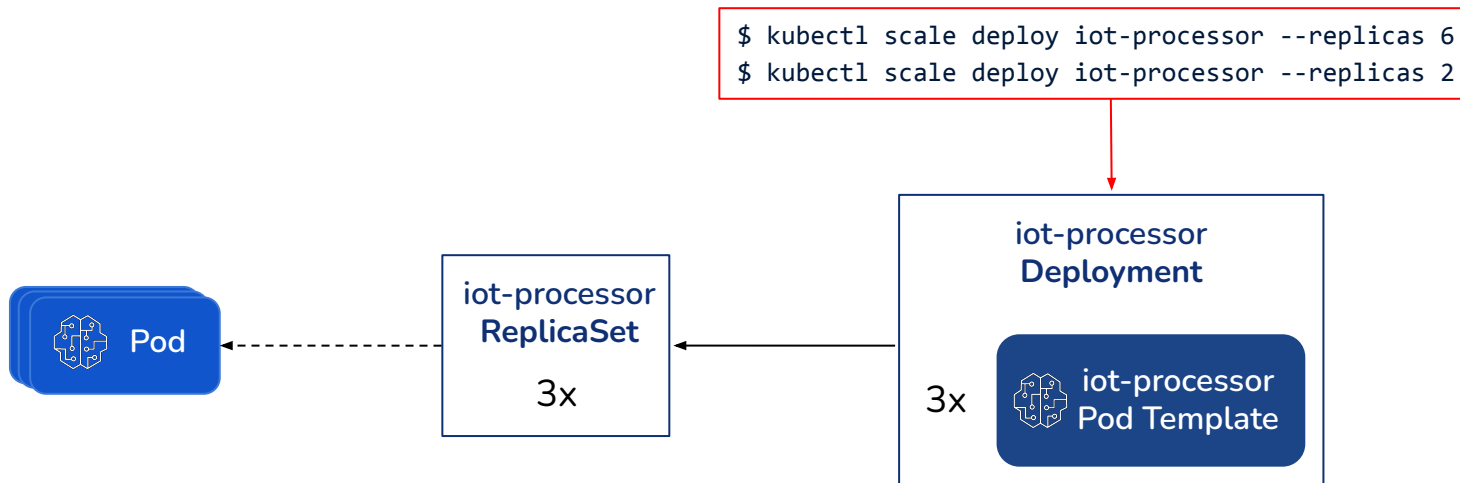 $ kubectl scale deploy iot-processor --replicas 6
$ kubectl scale deploy iot-processor --replicas 2
iot-processor
Deployment
iot-processor
ReplicaSet
3x
Pod
3x
iot-processor
Pod Template